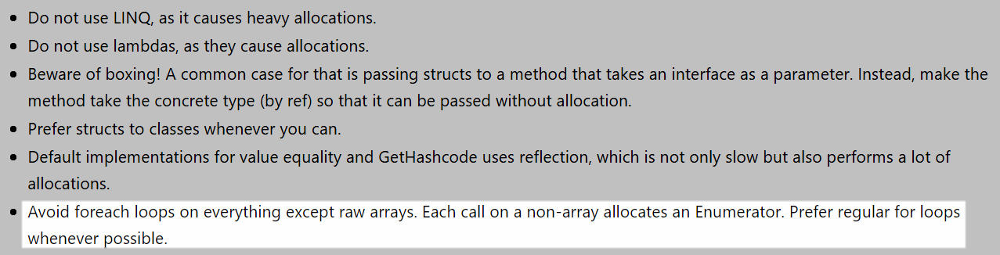 Do not use LINQ, as it causes heavy allocations.
Do not use lambdas, as they cause allocations.
Beware of boxing! A common case for that is passing structs to a method that takes an interface as a parameter. Instead, make the
method take the concrete type (by ref) so that it can be passed without allocation.
Prefer structs to classes whenever you can.
Default implementations for value equality and GetHashcode uses reflection, which is not only slow but also performs a lot of
allocations.
Avoid foreach loops on everything except raw arrays. Each call on a non-array allocates an Enumerator. Prefer regular for loops
whenever possible.